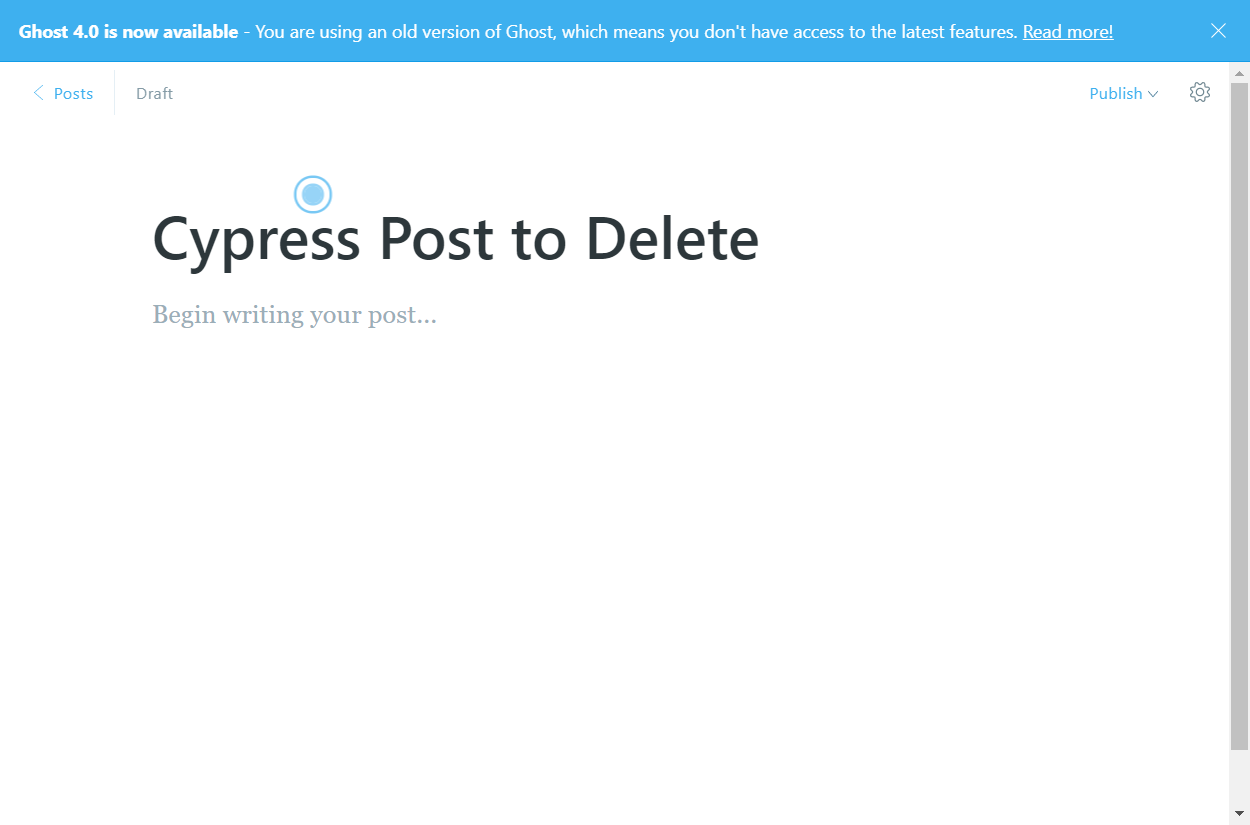 Ghost 4.0 is now available - You are using an old version of Ghost, which means you don't have access to the latest features. Read more!
Posts
Draft
Publish
Cypress Post to Delete
Begin writing your post...